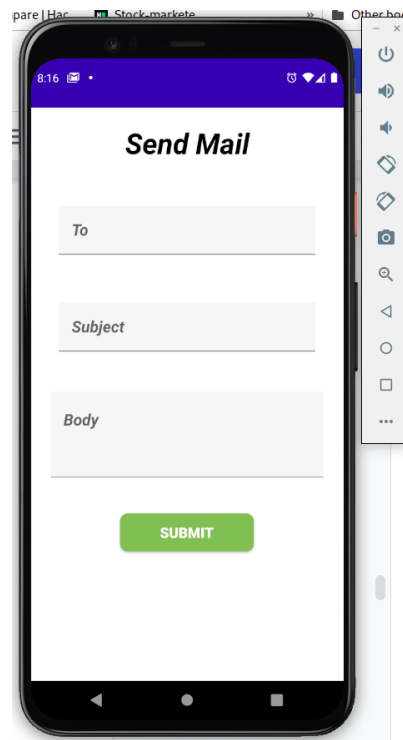 pare | Hac
Stock-markete
»
Other boo
8:16
Send Mail
To
Subject
Body
SUBMIT